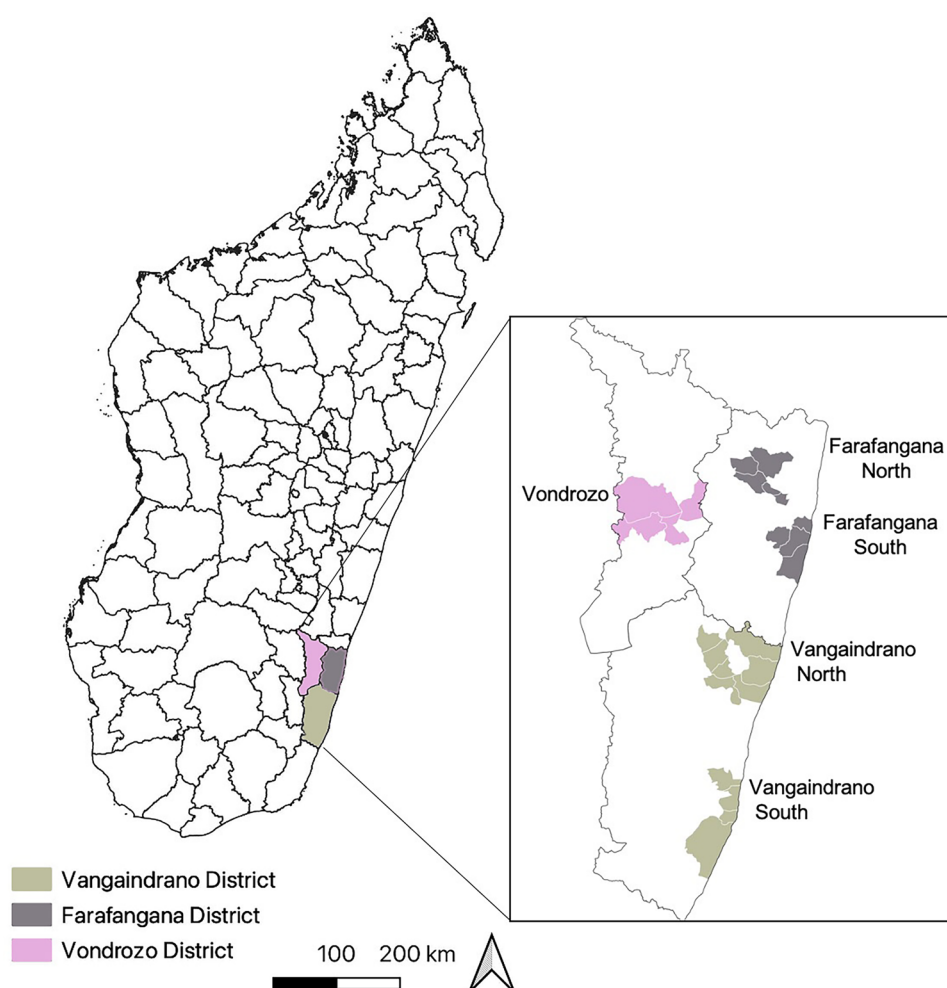 Farafangana
North
Vondrozo
Farafangana
South
Vangaindrano
North
Vangaindrano
South
Vangaindrano District
Farafangana District
Vondrozo District
100 200 km